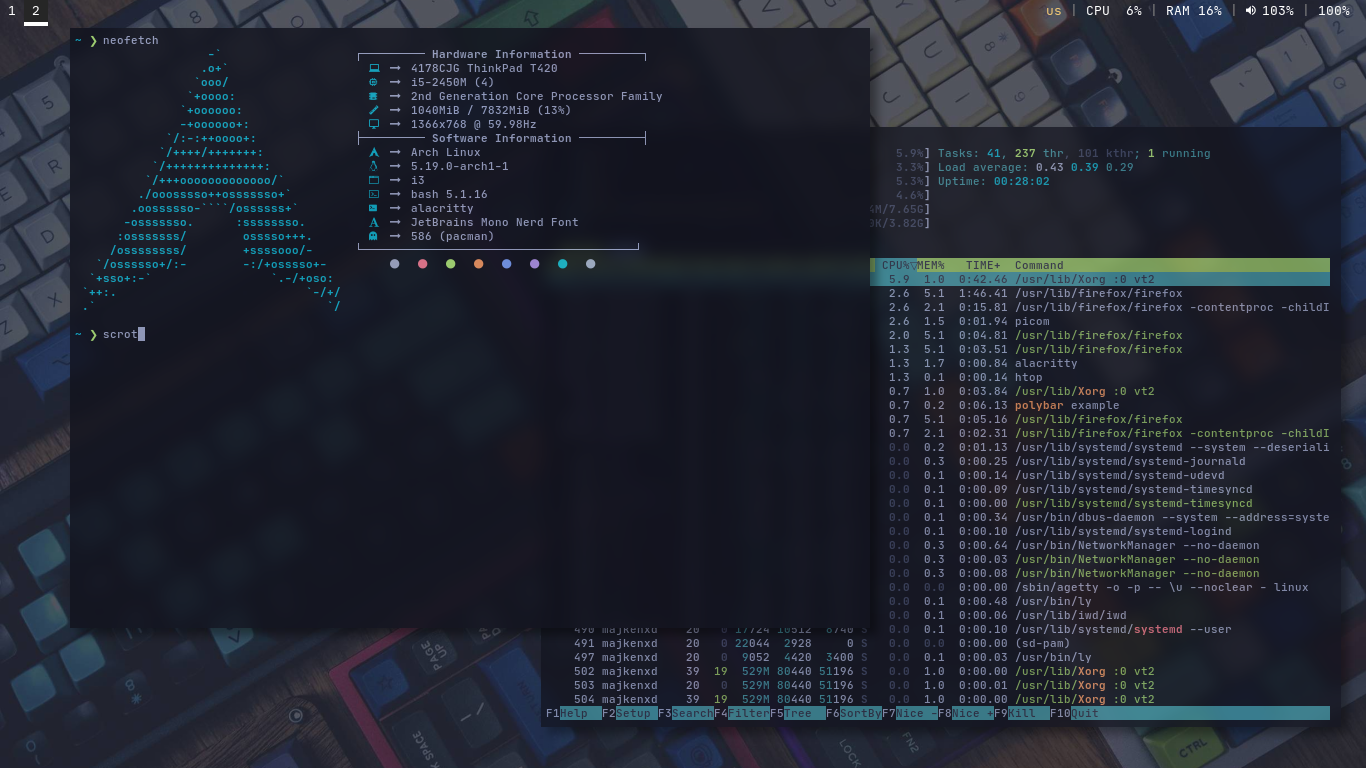 1 2 us | CPU 6% | RAM 16% | 103% | 100%
~ ❯ neofetch
Hardware Information
4178CJG ThinkPad T420
i5-2450M (4)
2nd Generation Core Processor Family
1040MiB / 7832MiB (13%)
1366x768 @ 59.98Hz
Software Information
Arch Linux
5.19.0-arch1-1
i3
bash 5.1.16
alacritty
JetBrains Mono Nerd Font
586 (pacman)
~ ❯ scrot
5.9%] Tasks: 41, 237 thr, 101 kthr; 1 running
3.3%] Load average: 0.43 0.39 0.29
5.3%] Uptime: 00:28:02
4.6%]
4M/7.65G]
0K/3.82G]
CPU%▽MEM% TIME+ Command
5.9 1.0 0:42.46 /usr/lib/Xorg :0 vt2
2.6 5.1 1:46.41 /usr/lib/firefox/firefox
2.6 2.1 0:15.81 /usr/lib/firefox/firefox -contentproc -childI
2.6 1.5 0:01.94 picom
2.0 5.1 0:04.81 /usr/lib/firefox/firefox
1.3 5.1 0:03.51 /usr/lib/firefox/firefox
1.3 1.7 0:00.84 alacritty
1.3 0.1 0:00.14 htop
0.7 1.0 0:03.84 /usr/lib/Xorg :0 vt2
0.7 0.2 0:06.13 polybar example
0.7 5.1 0:05.16 /usr/lib/firefox/firefox
0.7 2.1 0:02.31 /usr/lib/firefox/firefox -contentproc -childI
0.0 0.2 0:01.13 /usr/lib/systemd/systemd --system --deseriali
0.0 0.3 0:00.25 /usr/lib/systemd/systemd-journald
0.0 0.1 0:00.14 /usr/lib/systemd/systemd-udevd
0.0 0.1 0:00.09 /usr/lib/systemd/systemd-timesyncd
0.0 0.1 0:00.00 /usr/lib/systemd/systemd-timesyncd
0.0 0.1 0:00.34 /usr/bin/dbus-daemon --system --address=syste
0.0 0.1 0:00.10 /usr/lib/systemd/systemd-logind
0.0 0.3 0:00.64 /usr/bin/NetworkManager --no-daemon
0.0 0.3 0:00.03 /usr/bin/NetworkManager --no-daemon
0.0 0.3 0:00.08 /usr/bin/NetworkManager --no-daemon
0.0 0.0 0:00.00 /sbin/agetty -o -p -- \u --noclear - linux
0.0 0.1 0:00.48 /usr/bin/ly
0.0 0.1 0:00.06 /usr/lib/iwd/iwd
490 majkenxd 20 0 17724 10512 8740 S 0.0 0.1 0:00.10 /usr/lib/systemd/systemd --user
491 majkenxd 20 0 22044 2928 0 S 0.0 0.0 0:00.00 (sd-pam)
497 majkenxd 20 0 9052 4420 3400 S 0.0 0.1 0:00.03 /usr/bin/ly
502 majkenxd 39 19 529M 80440 51196 S 0.0 1.0 0:00.00 /usr/lib/Xorg :0 vt2
503 majkenxd 20 0 529M 80440 51196 S 0.0 1.0 0:00.01 /usr/lib/Xorg :0 vt2
504 majkenxd 39 19 529M 80440 51196 S 0.0 1.0 0:00.00 /usr/lib/Xorg :0 vt2
F1Help F2Setup F3SearchF4FilterF5Tree F6SortByF7Nice -F8Nice +F9Kill F10Quit